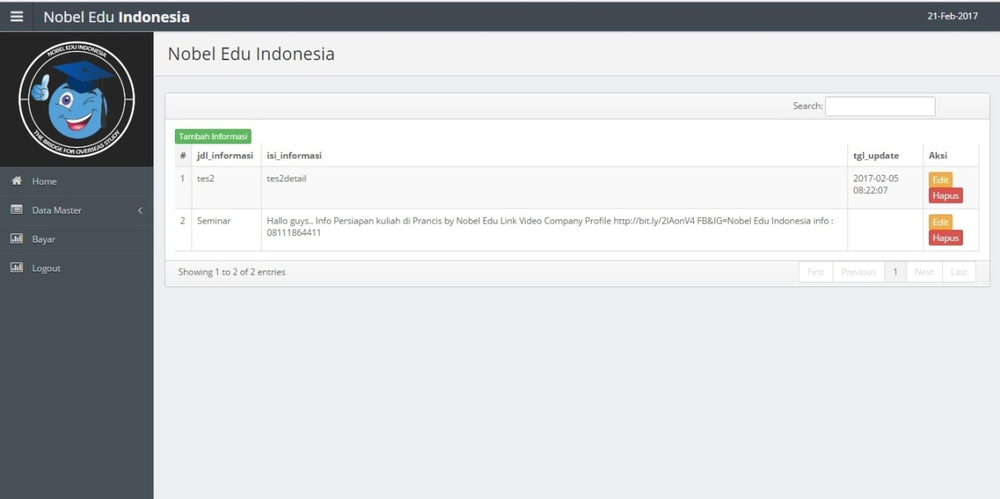 Nobel Edu Indonesia
21-Feb-2017
NOBEL EDU INDONESIA
THE BRIDGE FOR OVERSEAS STUDY
Nobel Edu Indonesia
Home
Data Master
Bayar
Logout
Search:
Tambah Informasi
# jdl_informasi isi_informasi tgl_update Aksi
1 tes2 tes2detail 2017-02-05 Edit
08:22:07 Hapus
2 Seminar Hallo guys.. Info Persiapan kuliah di Prancis by Nobel Edu Link Video Company Profile http://bit.ly/2lAonV4 FB&IG=Nobel Edu Indonesia info : Edit
08111864411 Hapus
Showing 1 to 2 of 2 entries First Previous 1 Next Last